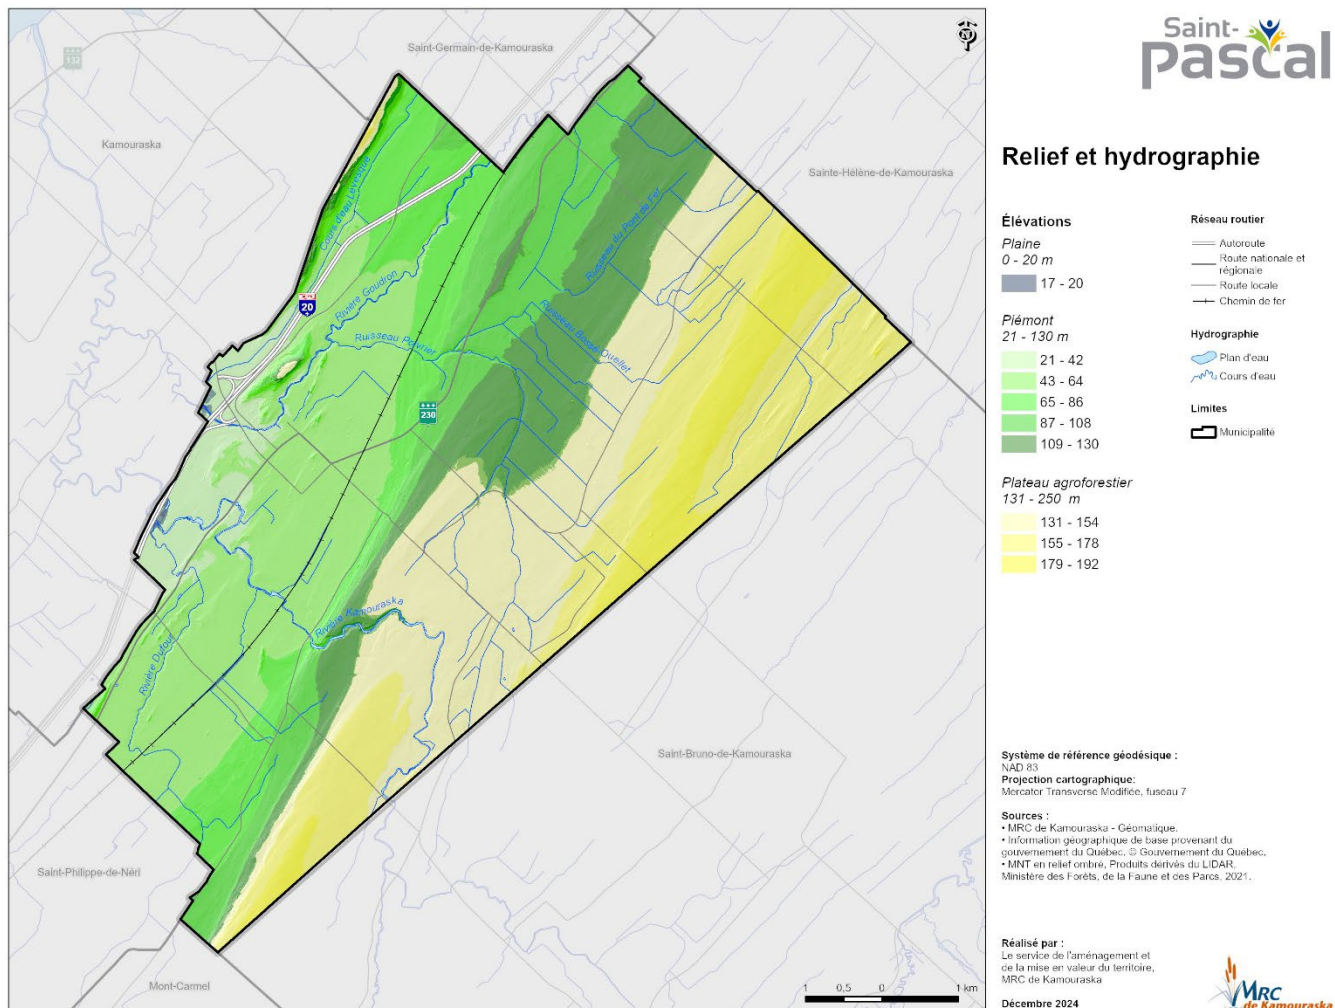 Saint-Germain-de-Kamouraska
132
Kamouraska
Sainte-Hélène-de-Kamouraska
Cours d'eau Lévesque
Ruisseau du Pont de Fer
20
Rivière Goudron
Ruisseau Poivrier
Ruisseau Bossé-Ouellet
230
Rivière Kamouraska
Rivière Dufour
Saint-Bruno-de-Kamouraska
Saint-Philippe-de-Néri
Mont-Carmel
1 0,5 0 1 km
Saint-
pascal
Relief et hydrographie
Élévations
Plaine
0 - 20 m
17 - 20
Piémont
21 - 130 m
21 - 42
43 - 64
65 - 86
87 - 108
109 - 130
Plateau agroforestier
131 - 250 m
131 - 154
155 - 178
179 - 192
Réseau routier
Autoroute
Route nationale et
régionale
Route locale
Chemin de fer
Hydrographie
Plan d'eau
Cours d'eau
Limites
Municipalité
Système de référence géodésique :
NAD 83
Projection cartographique:
Mercator Transverse Modifiée, fuseau 7
Sources :
• MRC de Kamouraska - Géomatique.
• Information géographique de base provenant du
gouvernement du Québec. © Gouvernement du Québec.
• MNT en relief ombré, Produits dérivés du LIDAR.
Ministère des Forêts, de la Faune et des Parcs, 2021.
Réalisé par :
Le service de l'aménagement et
de la mise en valeur du territoire,
MRC de Kamouraska
Décembre 2024
MRC
de Kamouraska